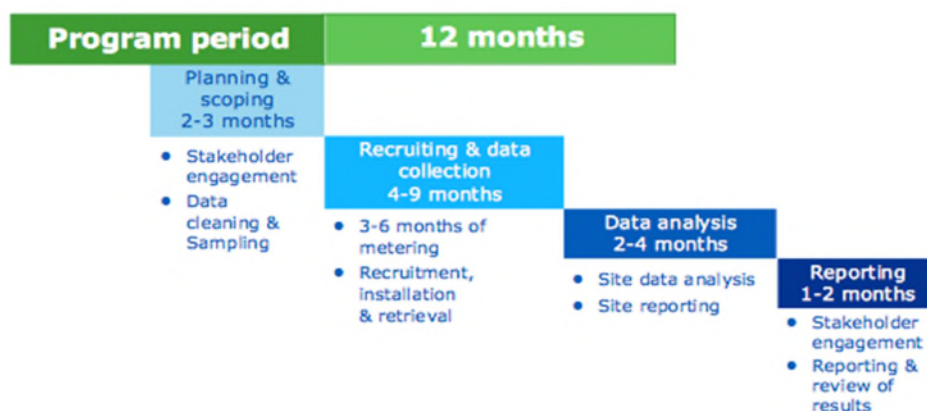 Program period
12 months
Planning &
scoping
2-3 months
• Stakeholder
engagement
• Data
cleaning &
Sampling
Recruiting & data
collection
4-9 months
• 3-6 months of
metering
• Recruitment,
installation
& retrieval
Data analysis
2-4 months
• Site data analysis
• Site reporting
Reporting
1-2 months
• Stakeholder
engagement
• Reporting &
review of
results